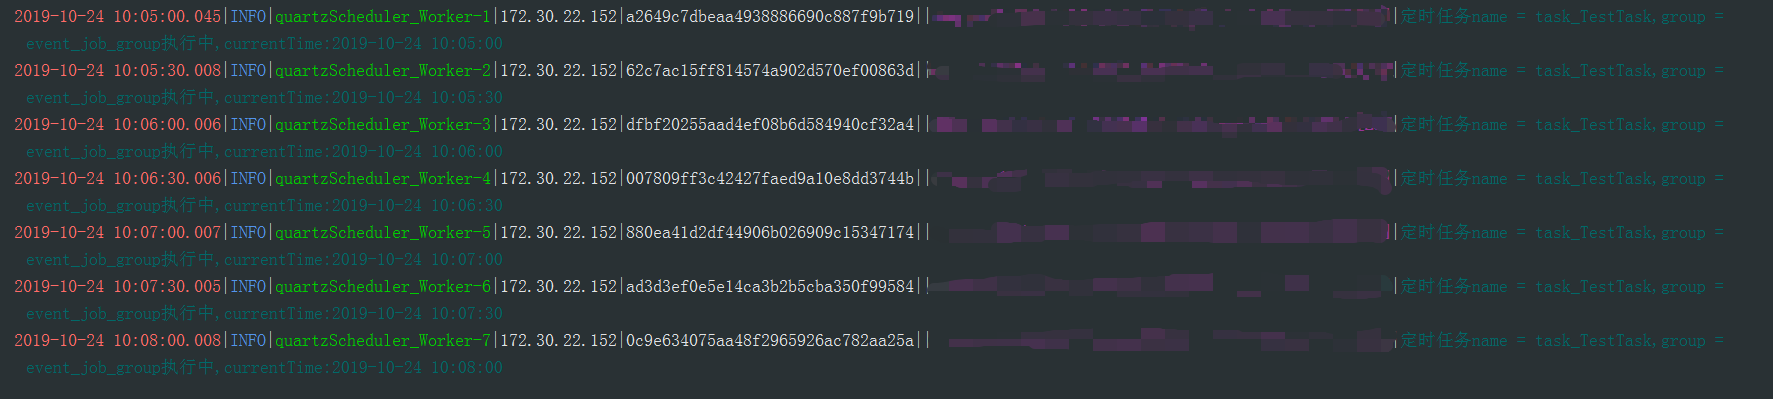 2019-10-24 10:05:00.045|INFO|quartzScheduler_Worker-1|172.30.22.152|a2649c7dbeaa4938886690c887f9b719|| |定时任务name = task_TestTask,group =
event_job_group执行中,currentTime:2019-10-24 10:05:00
2019-10-24 10:05:30.008|INFO|quartzScheduler_Worker-2|172.30.22.152|62c7ac15ff814574a902d570ef00863d|| |定时任务name = task_TestTask,group =
event_job_group执行中,currentTime:2019-10-24 10:05:30
2019-10-24 10:06:00.006|INFO|quartzScheduler_Worker-3|172.30.22.152|dfbf20255aad4ef08b6d584940cf32a4|| |定时任务name = task_TestTask,group =
event_job_group执行中,currentTime:2019-10-24 10:06:00
2019-10-24 10:06:30.006|INFO|quartzScheduler_Worker-4|172.30.22.152|007809ff3c42427faed9a10e8dd3744b|| |定时任务name = task_TestTask,group =
event_job_group执行中,currentTime:2019-10-24 10:06:30
2019-10-24 10:07:00.007|INFO|quartzScheduler_Worker-5|172.30.22.152|880ea41d2df44906b026909c15347174|| |定时任务name = task_TestTask,group =
event_job_group执行中,currentTime:2019-10-24 10:07:00
2019-10-24 10:07:30.005|INFO|quartzScheduler_Worker-6|172.30.22.152|ad3d3ef0e5e14ca3b2b5cba350f99584|| |定时任务name = task_TestTask,group =
event_job_group执行中,currentTime:2019-10-24 10:07:30
2019-10-24 10:08:00.008|INFO|quartzScheduler_Worker-7|172.30.22.152|0c9e634075aa48f2965926ac782aa25a|| |定时任务name = task_TestTask,group =
event_job_group执行中,currentTime:2019-10-24 10:08:00